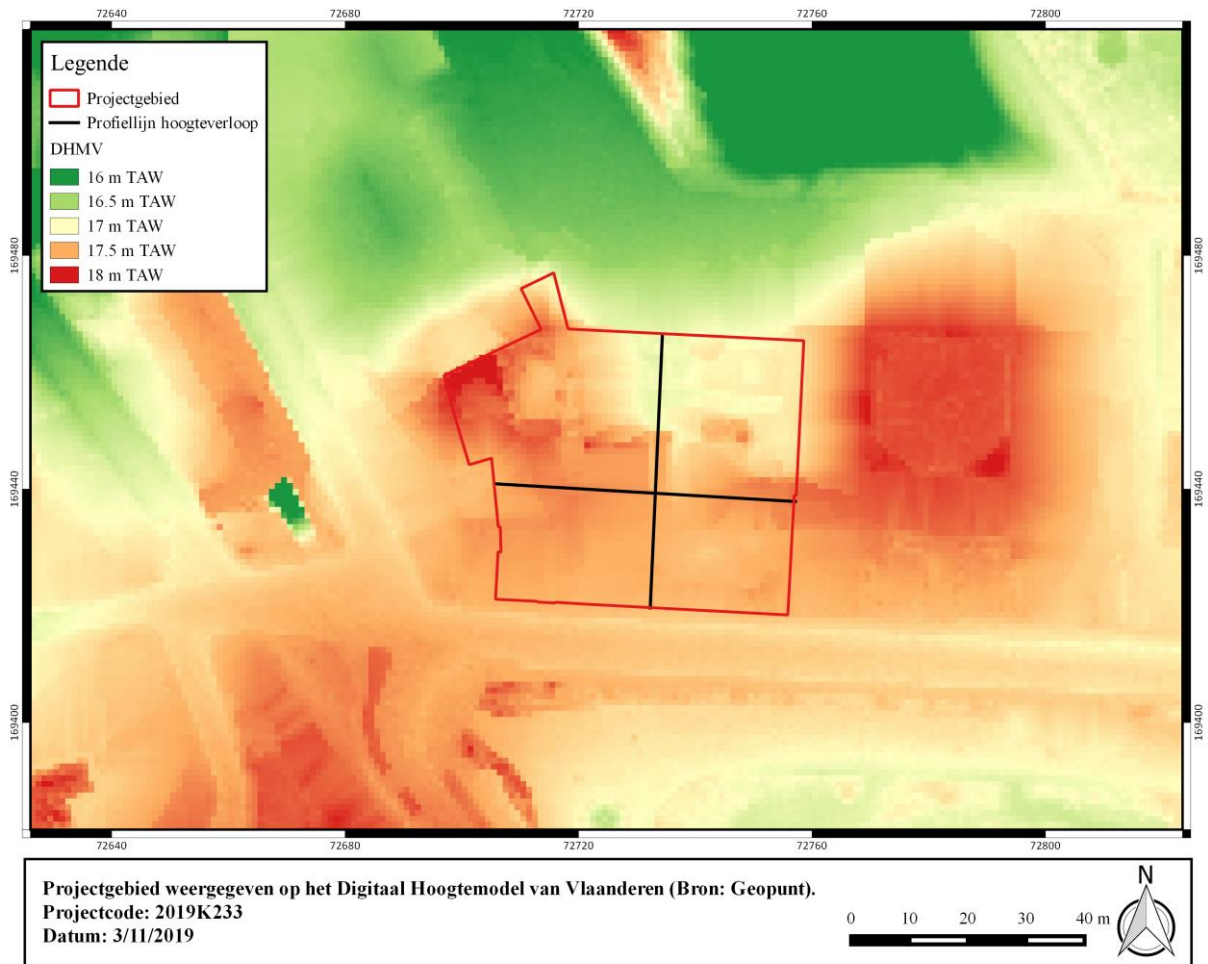 72640 72680 72720 72760 72800
Legende
Projectgebied
Profiellijn hoogteverloop
DHMV
16 m TAW
16.5 m TAW
17 m TAW
17.5 m TAW
18 m TAW
169480 169480
169440 169440
169400 169400
72640 72680 72720 72760 72800
Projectgebied weergegeven op het Digitaal Hoogtemodel van Vlaanderen (Bron: Geopunt).
Projectcode: 2019K233
Datum: 3/11/2019
0 10 20 30 40 m
N